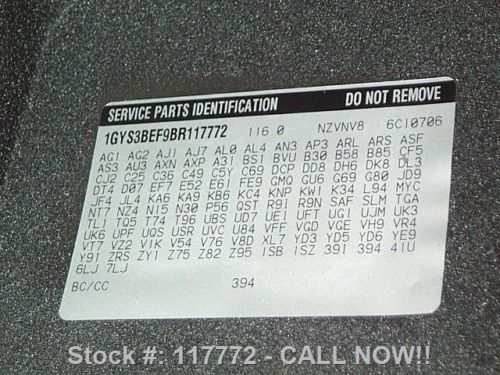 SERVICE PARTS IDENTIFICATION DO NOT REMOVE
1GYS3BEF9BR117772 116.0 NZVNV8 6C10706
AG1 AG2 AJ1 AJ7 AL0 AL4 AN3 AP3 ARL ARS ASF
AS3 AU3 AXN AXP A31 BS1 BVU B30 B58 B85 CF5
CJ2 C25 C36 C49 C5Y C69 DCP DD8 DH6 DK8 DL3
DT4 D07 EF7 E52 E61 FE9 GMQ GU6 G69 G80 JD9
JF4 JL4 KA6 KA9 KB6 KC4 KNP KW1 K34 L94 MYC
NT7 NZ4 N15 N30 P56 QST R9I R9N SAF SLM TGA
TL1 TQ5 T74 T96 UBS UD7 UE1 UFT UG1 UJM UK3
UK6 UPF UQS USR UVC U84 VFF VGD VGE VH9 VR4
VT7 VZ2 V1K V54 V76 V8D XL7 YD3 YD5 YD6 YE9
Y91 ZRS ZY1 Z75 Z82 Z95 1SB 1SZ 391 394 41U
6LJ 7LJ
BC/CC 394
Stock #: 117772 - CALL NOW!!